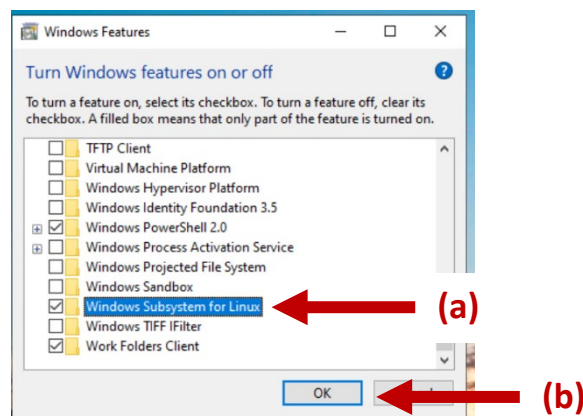 Windows Features
Turn Windows features on or off
To turn a feature on, select its checkbox. To turn a feature off, clear its
checkbox. A filled box means that only part of the feature is turned on.
TFTP Client
Virtual Machine Platform
Windows Hypervisor Platform
Windows Identity Foundation 3.5
Windows PowerShell 2.0
Windows Process Activation Service
Windows Projected File System
Windows Sandbox
Windows Subsystem for Linux
(a)
Windows TIFF IFilter
Work Folders Client
OK
(b)